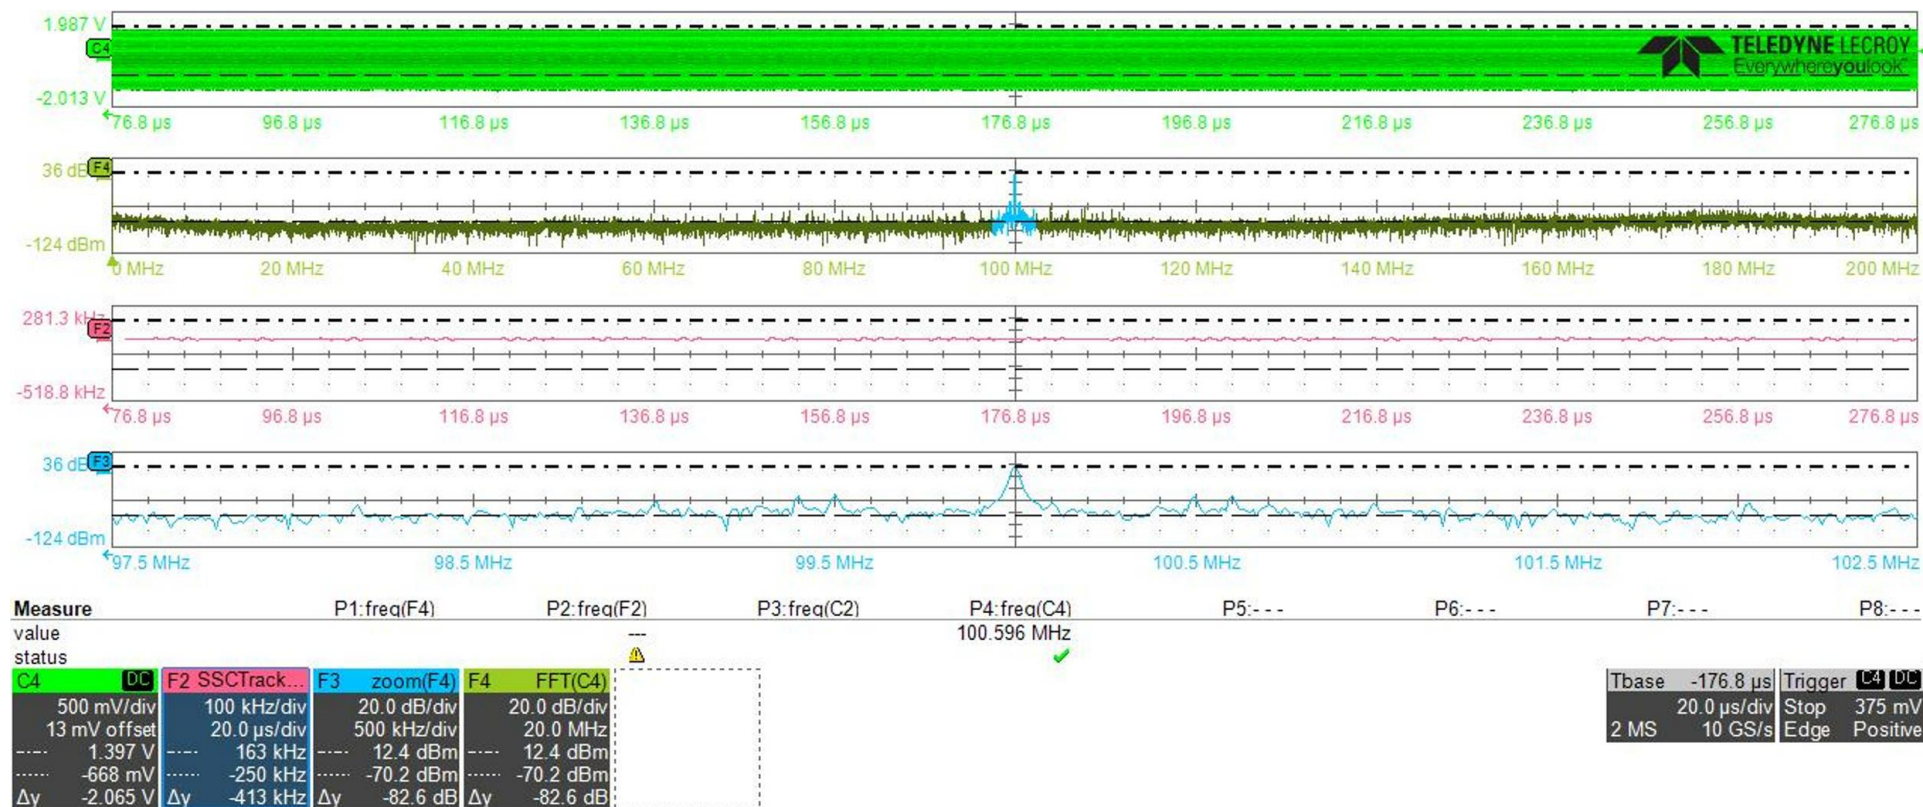 1.987 V
C4
TELEDYNE LECROY
Everywhereyoulook™
-2.013 V
76.8 µs 96.8 µs 116.8 µs 136.8 µs 156.8 µs 176.8 µs 196.8 µs 216.8 µs 236.8 µs 256.8 µs 276.8 µs
36 dB F4
-124 dBm
0 MHz 20 MHz 40 MHz 60 MHz 80 MHz 100 MHz 120 MHz 140 MHz 160 MHz 180 MHz 200 MHz
281.3 kHz F2
-518.8 kHz
76.8 µs 96.8 µs 116.8 µs 136.8 µs 156.8 µs 176.8 µs 196.8 µs 216.8 µs 236.8 µs 256.8 µs 276.8 µs
36 dB F3
-124 dBm
97.5 MHz 98.5 MHz 99.5 MHz 100.5 MHz 101.5 MHz 102.5 MHz
Measure P1:freq(F4) P2:freq(F2) P3:freq(C2) P4:freq(C4) P5:- - - P6:- - - P7:- - - P8:- - -
value --- 100.596 MHz
status
C4 DC F2 SSCTrack... F3 zoom(F4) F4 FFT(C4) Tbase -176.8 µs Trigger C4 DC
500 mV/div 100 kHz/div 20.0 dB/div 20.0 dB/div 20.0 µs/div Stop 375 mV
13 mV offset 20.0 µs/div 500 kHz/div 20.0 MHz 2 MS 10 GS/s Edge Positive
1.397 V 163 kHz 12.4 dBm 12.4 dBm
-668 mV -250 kHz -70.2 dBm -70.2 dBm
Δy -2.065 V Δy -413 kHz Δy -82.6 dB Δy -82.6 dB